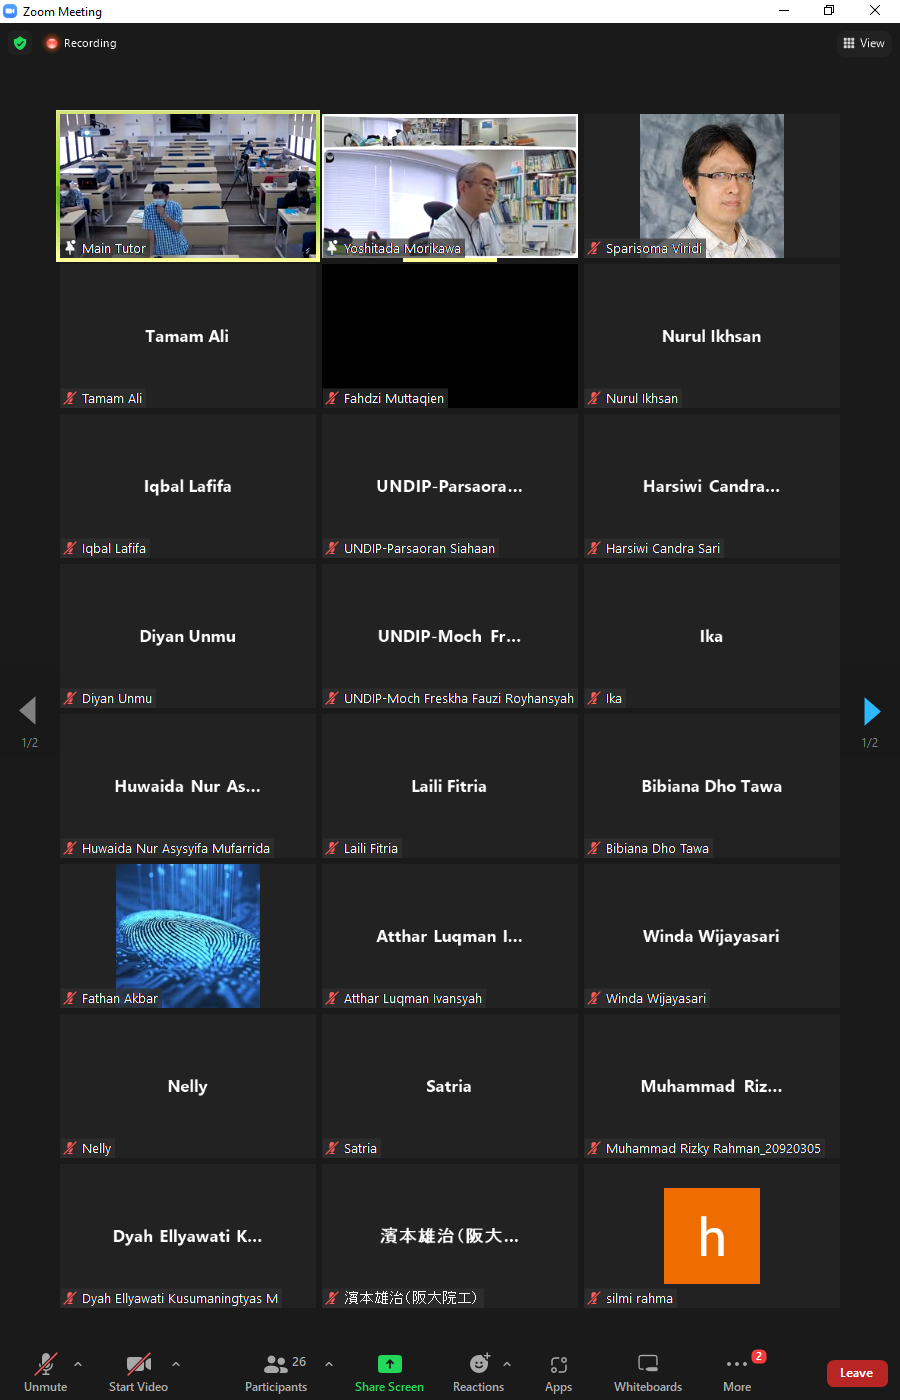 Zoom Meeting
Recording
View
Main Tutor
Yoshitada Morikawa
Sparisoma Viridi
Tamam Ali
Nurul Ikhsan
Tamam Ali
Fahdzi Muttaqien
Nurul Ikhsan
Iqbal Lafifa
UNDIP-Parsaora...
Harsiwi Candra...
Iqbal Lafifa
UNDIP-Parsaoran Siahaan
Harsiwi Candra Sari
Diyan Unmu
UNDIP-Moch Fr...
Ika
Diyan Unmu
UNDIP-Moch Freskha Fauzi Royhansyah
Ika
1/2
1/2
Huwaida Nur As...
Laili Fitria
Bibiana Dho Tawa
Huwaida Nur Asysyifa Mufarrida
Laili Fitria
Bibiana Dho Tawa
Atthar Luqman I...
Winda Wijayasari
Fathan Akbar
Atthar Luqman Ivansyah
Winda Wijayasari
Nelly
Satria
Muhammad Riz...
Nelly
Satria
Muhammad Rizky Rahman_20920305
Dyah Ellyawati K...
濱本雄治(阪大...
h
Dyah Ellyawati Kusumaningtyas M
濱本雄治(阪大院工)
silmi rahma
26
2
Unmute
Start Video
Participants
Share Screen
Reactions
Apps
Whiteboards
More
Leave